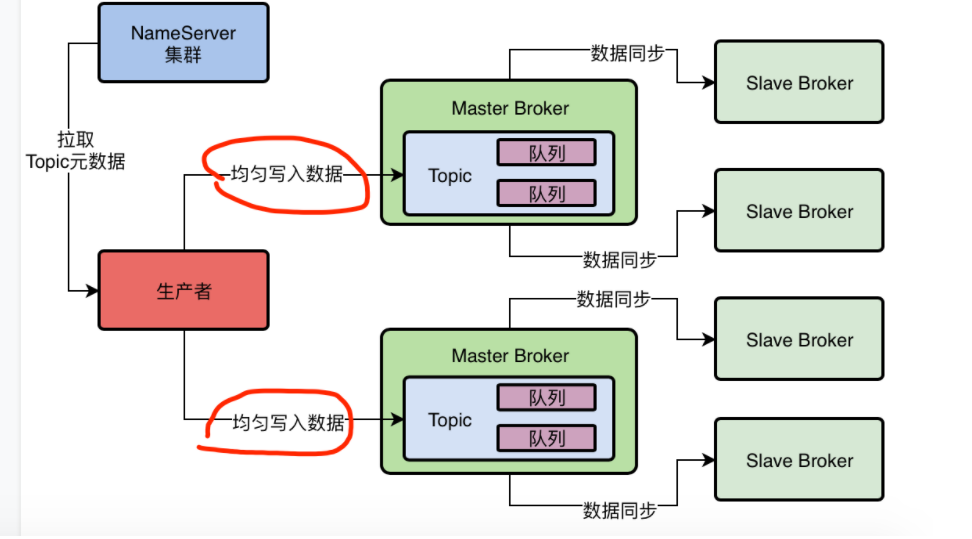 NameServer
集群
拉取
Topic元数据
生产者
均匀写入数据
Master Broker
Topic
队列
队列
数据同步
Slave Broker
数据同步
Slave Broker
均匀写入数据
Master Broker
Topic
队列
队列
数据同步
Slave Broker
数据同步
Slave Broker